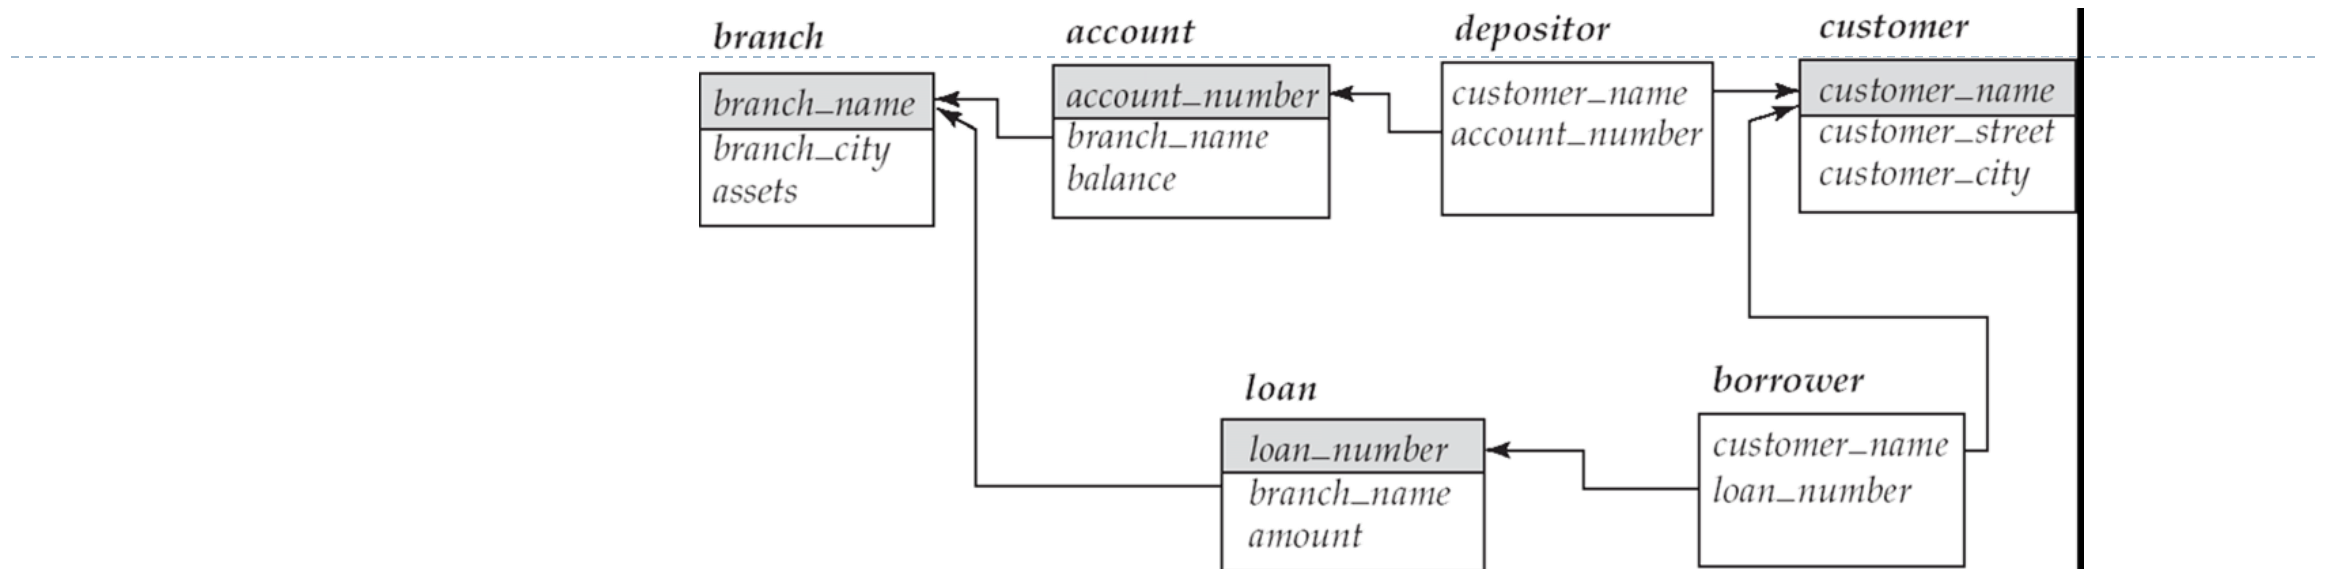 branch
branch_name
branch_city
assets
account
account_number
branch_name
balance
depositor
customer_name
account_number
customer
customer_name
customer_street
customer_city
loan
loan_number
branch_name
amount
borrower
customer_name
loan_number